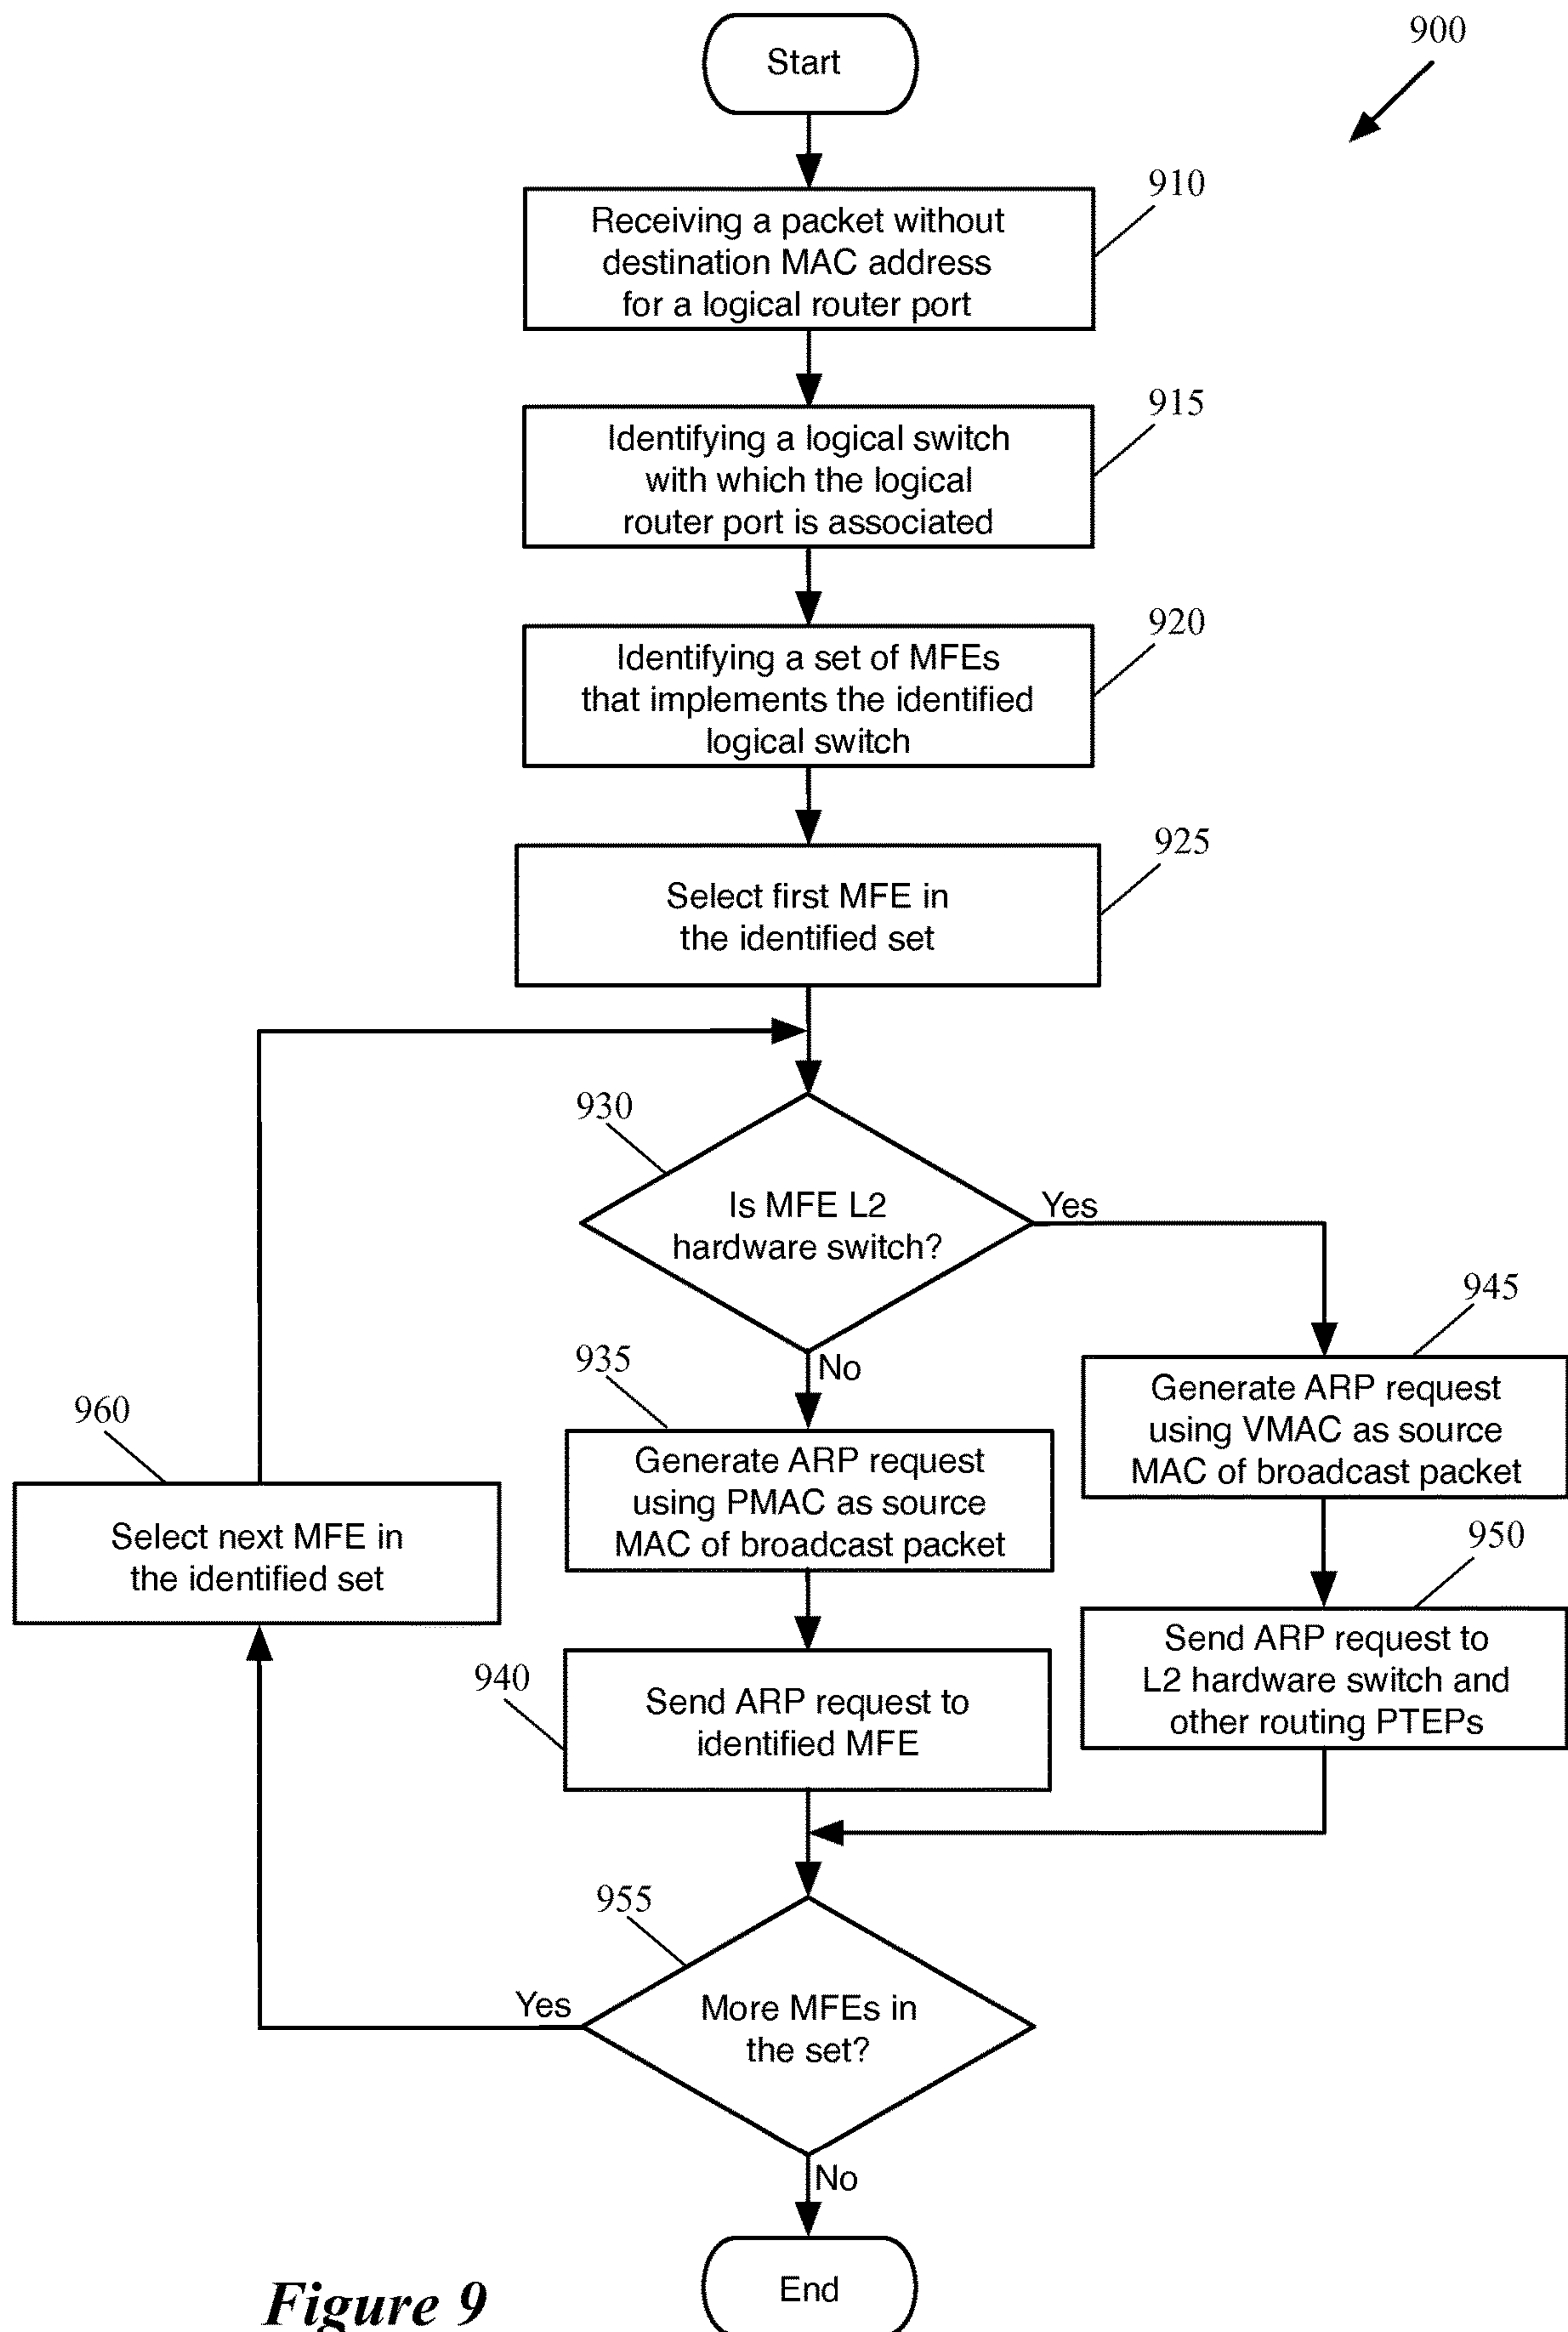 Start
900
910
Receiving a packet without
destination MAC address
for a logical router port
915
Identifying a logical switch
with which the logical
router port is associated
920
Identifying a set of MFEs
that implements the identified
logical switch
925
Select first MFE in
the identified set
930
Is MFE L2
hardware switch?
Yes
No
935
Generate ARP request
using PMAC as source
MAC of broadcast packet
945
Generate ARP request
using VMAC as source
MAC of broadcast packet
960
Select next MFE in
the identified set
940
Send ARP request to
identified MFE
950
Send ARP request to
L2 hardware switch and
other routing PTEPs
955
More MFEs in
the set?
Yes
No
End
Figure 9